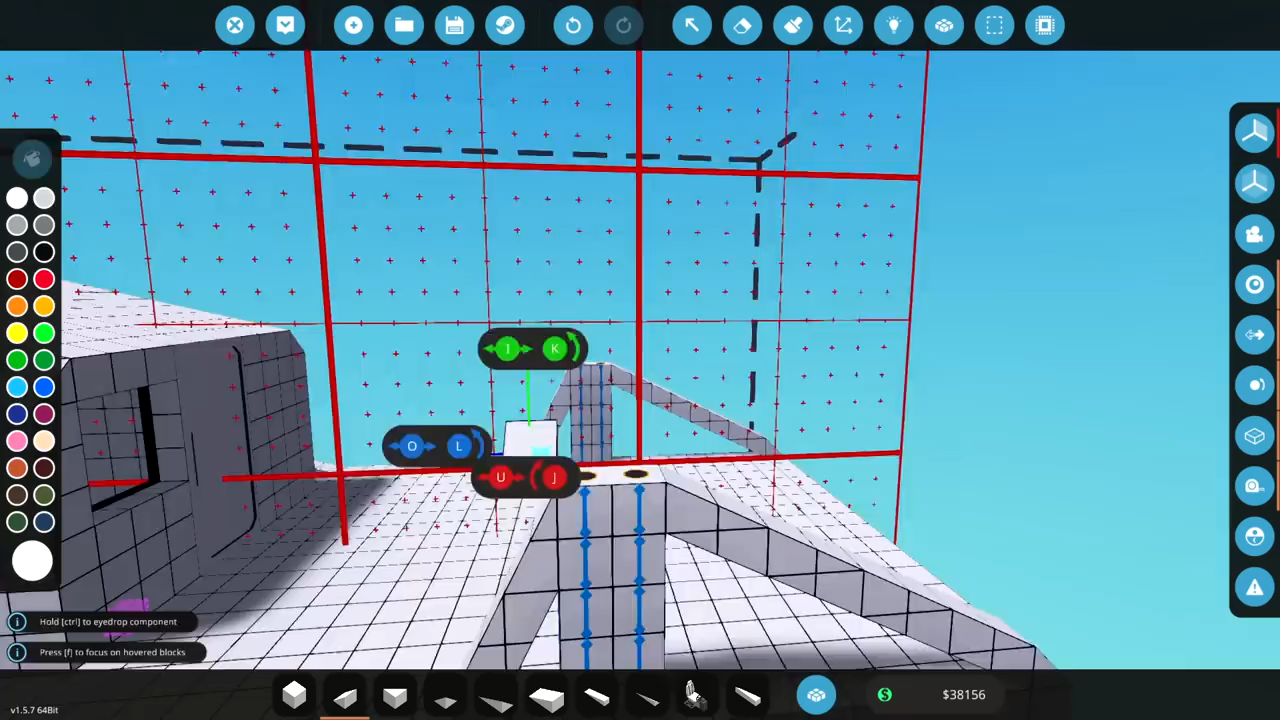 I K
O L
U J
Hold [ctrl] to eyedrop component
Press [f] to focus on hovered blocks
$ $38156
v1.5.7 64Bit